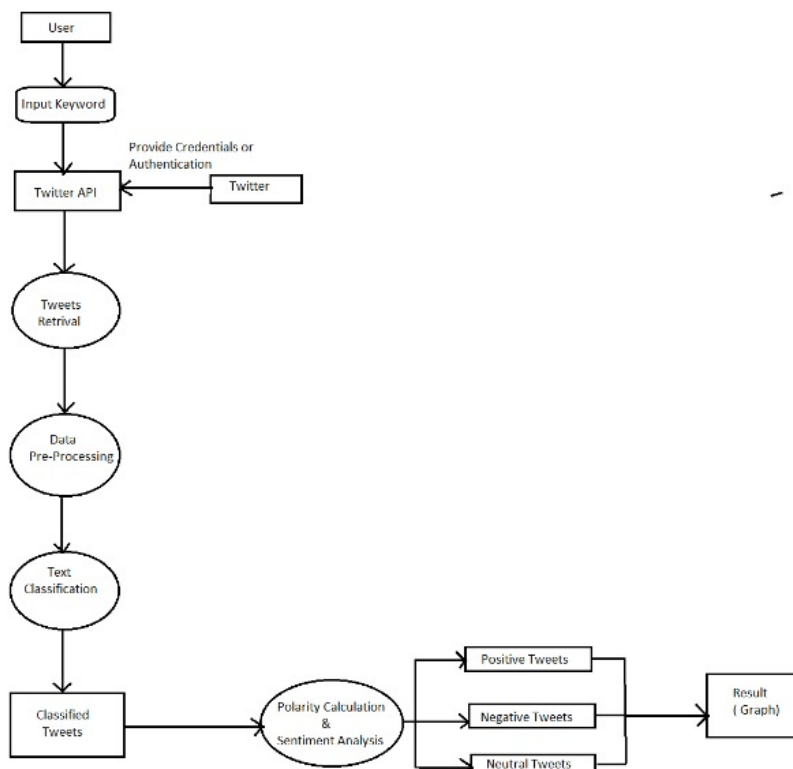 User
Input Keyword
Provide Credentials or
Authentication
Twitter API
Twitter
Tweets
Retrival
Data
Pre-Processing
Text
Classification
Classified
Tweets
Polarity Calculation
&
Sentiment Analysis
Positive Tweets
Negative Tweets
Neutral Tweets
Result
( Graph)